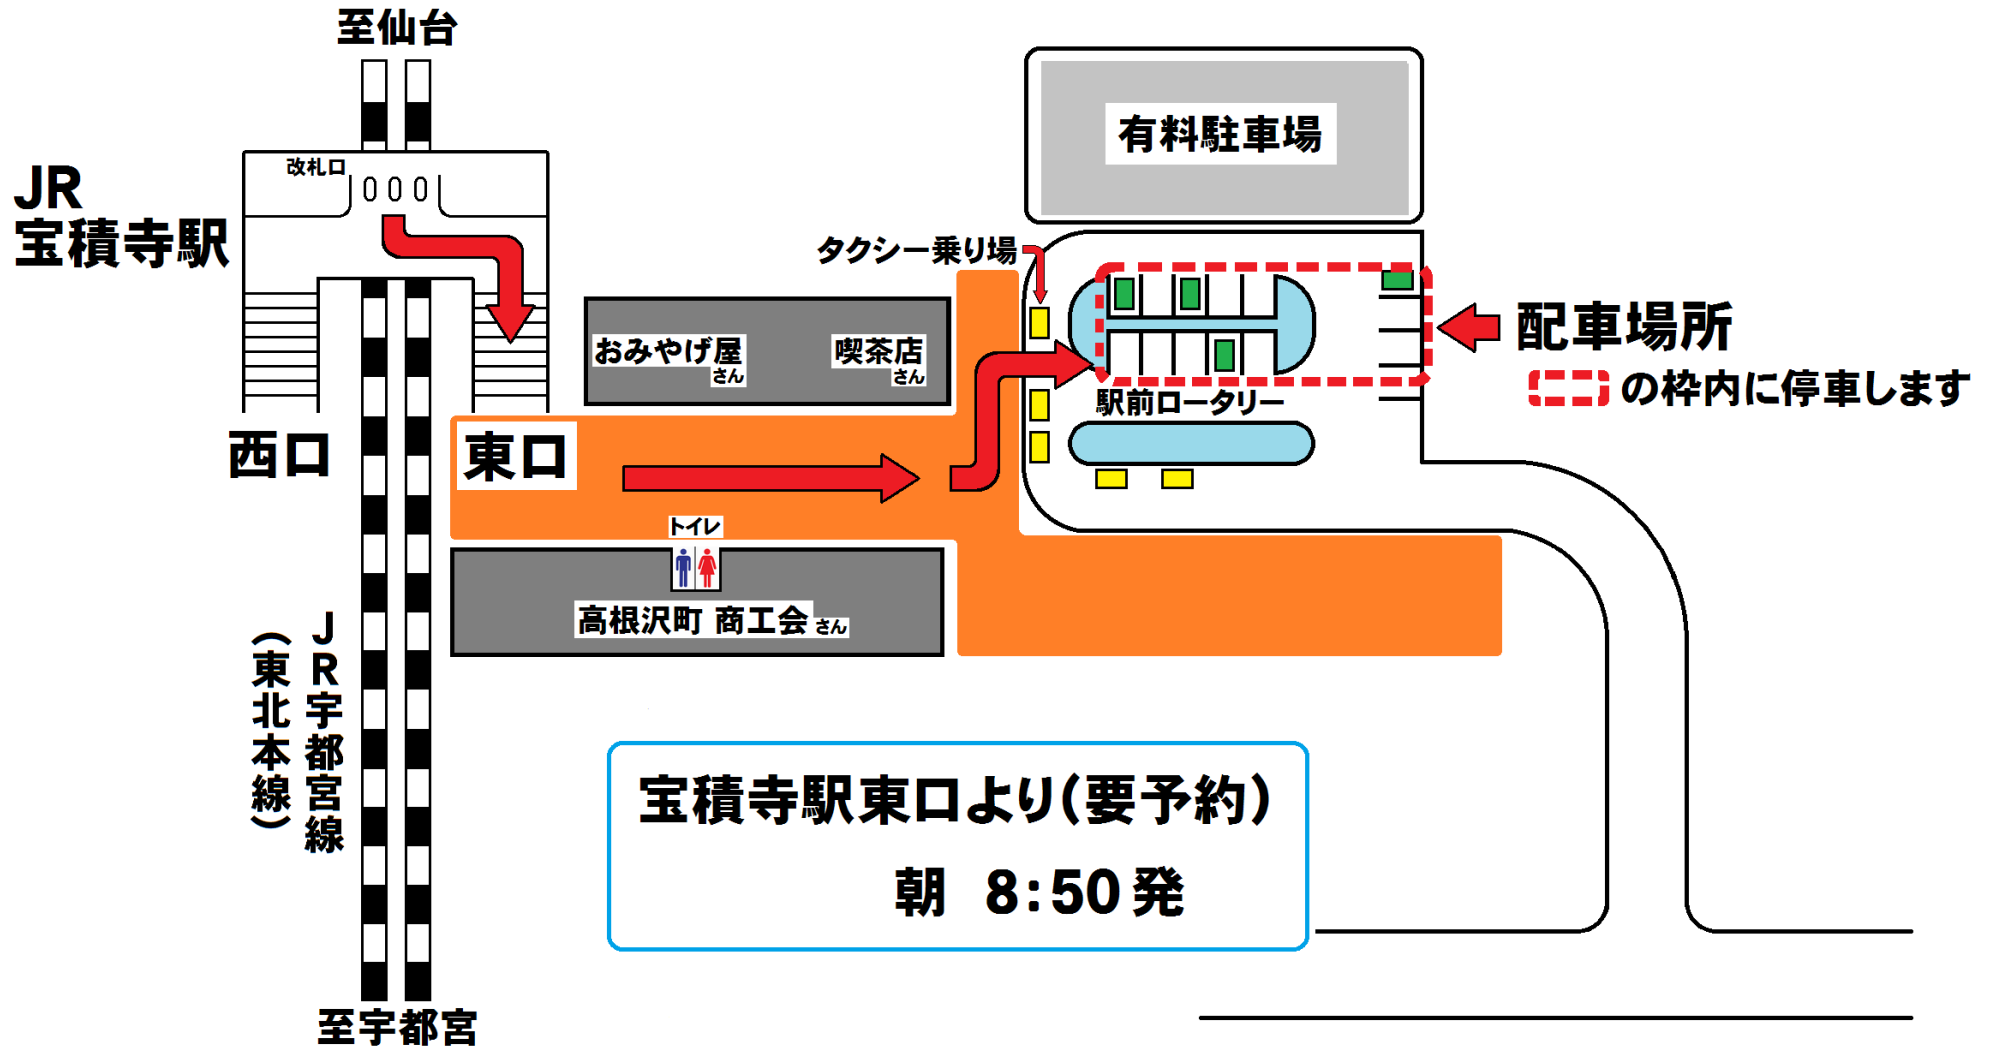 至仙台
改札口
JR
宝積寺駅
有料駐車場
タクシー乗り場
おみやげ屋
さん
喫茶店
さん
配車場所
の枠内に停車します
駅前ロータリー
西口
東口
トイレ
高根沢町 商工会さん
JR宇都宮線
(東北本線)
宝積寺駅東口より(要予約)
朝 8:50発
至宇都宮